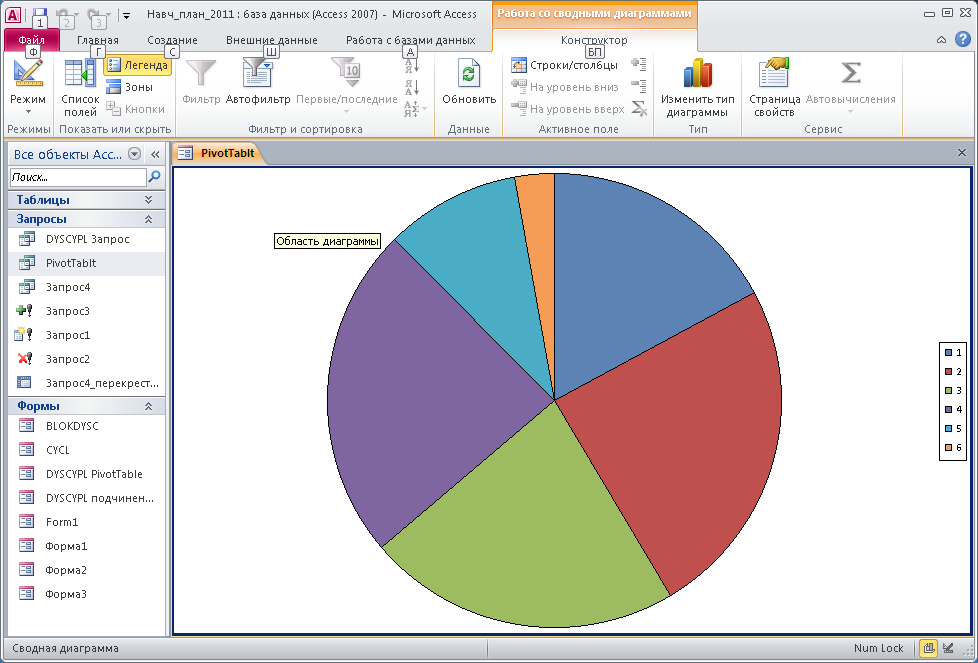 Навч_план_2011 : база данных (Access 2007) - Microsoft Access
Работа со сводными диаграммами
1 2 3
Файл Главная Создание Внешние данные Работа с базами данных Конструктор
Ф Г С Ш А БП
Режим
Режимы
Список полей
Легенда
Зоны
Кнопки
Показать или скрыть
Фильтр
Автофильтр
Первые/последние
Фильтр и сортировка
Обновить
Данные
Строки/столбцы
На уровень вниз
На уровень вверх
Активное поле
Изменить тип диаграммы
Тип
Страница свойств
Автовычисления
Сервис
Все объекты Acc...
Поиск...
Таблицы
Запросы
DYSCYPL Запрос
PivotTablt
Запрос4
Запрос3
Запрос1
Запрос2
Запрос4_перекрест...
Формы
BLOKDYSC
CYCL
DYSCYPL PivotTable
DYSCYPL подчинен...
Form1
Форма1
Форма2
Форма3
PivotTablt
Область диаграммы
1
2
3
4
5
6
Сводная диаграмма
Num Lock